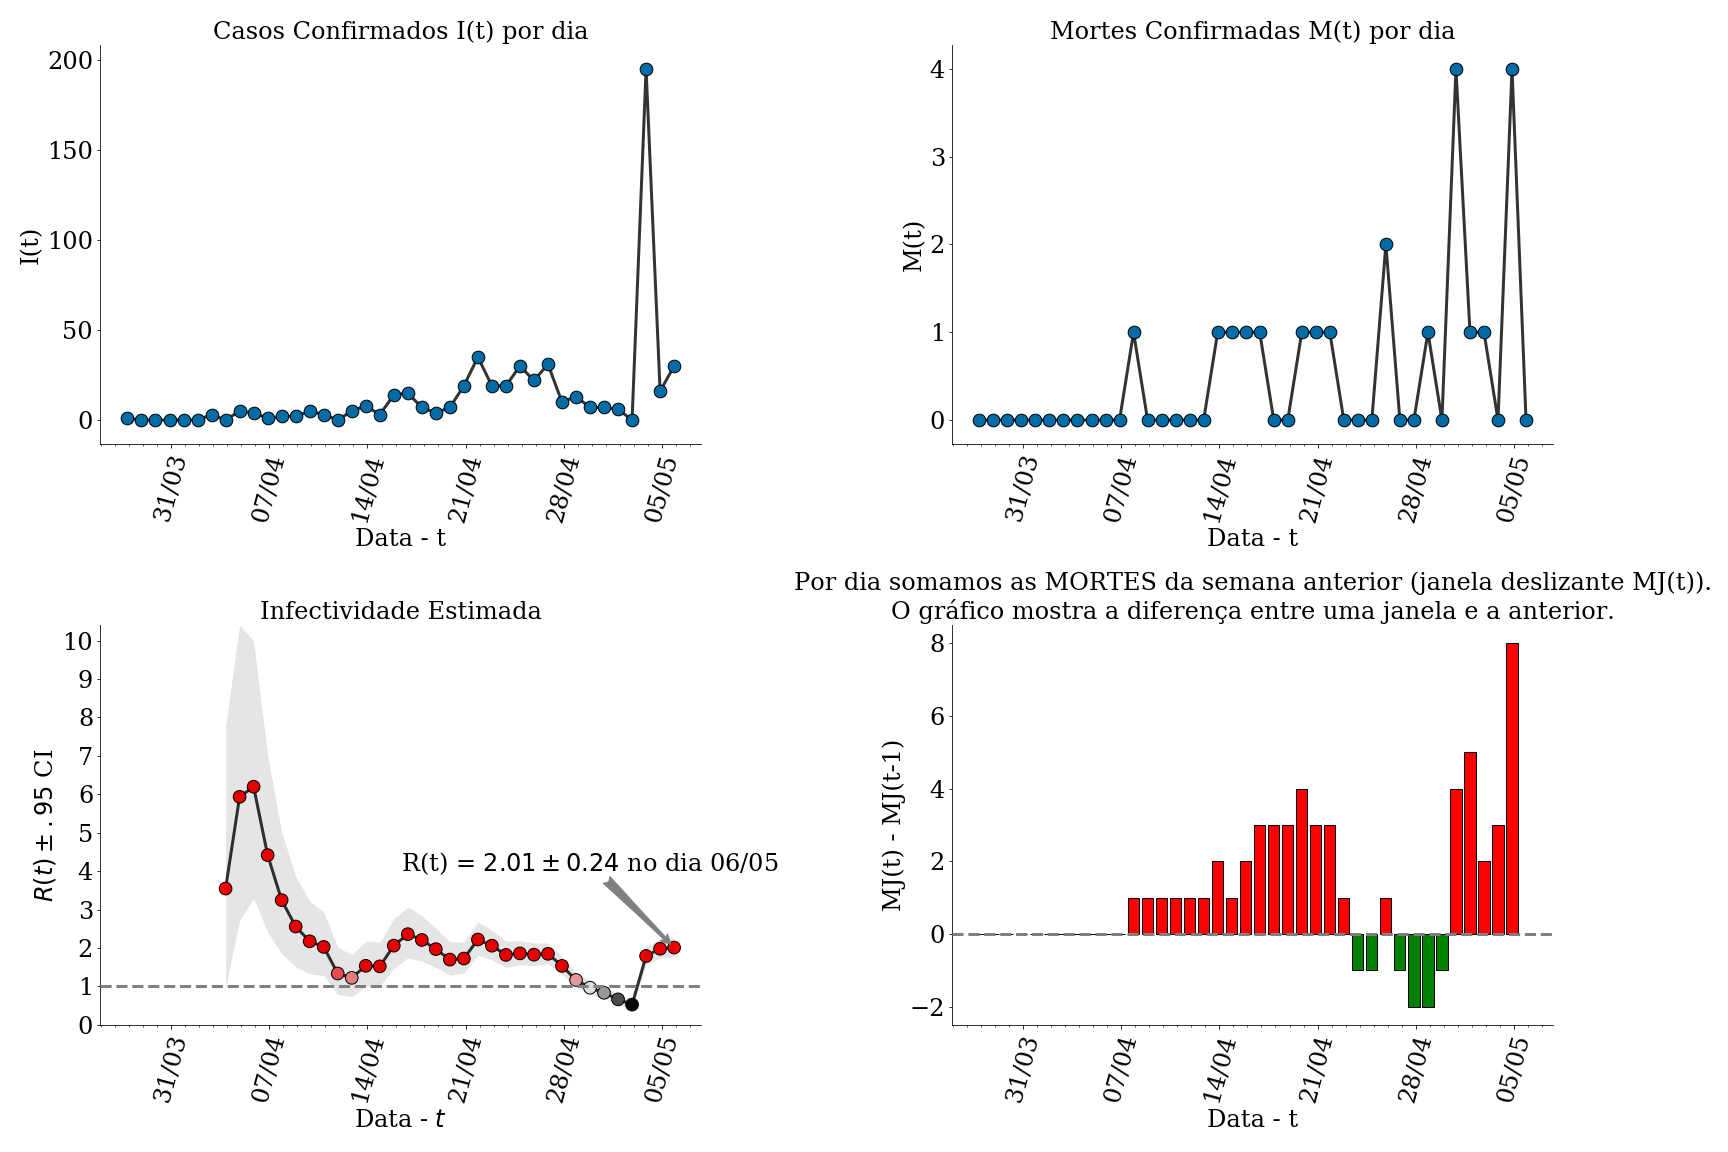 Casos Confirmados I(t) por dia
I(t)
200
150
100
50
0
31/03 07/04 14/04 21/04 28/04 05/05
Data - t
Mortes Confirmadas M(t) por dia
M(t)
4
3
2
1
0
31/03 07/04 14/04 21/04 28/04 05/05
Data - t
Infectividade Estimada
R(t) ± .95 CI
10
9
8
7
6
5
4
3
2
1
0
R(t) = 2.01 ± 0.24 no dia 06/05
31/03 07/04 14/04 21/04 28/04 05/05
Data - t
Por dia somamos as MORTES da semana anterior (janela deslizante MJ(t)).
O gráfico mostra a diferença entre uma janela e a anterior.
MJ(t) - MJ(t-1)
8
6
4
2
0
−2
31/03 07/04 14/04 21/04 28/04 05/05
Data - t